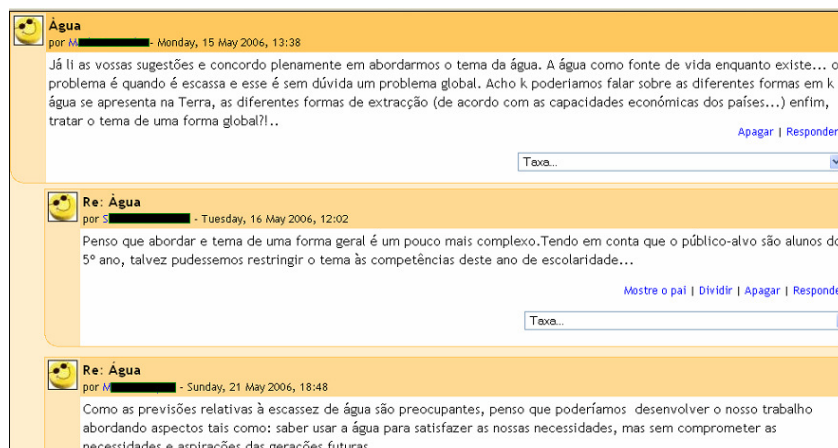 Água
por M - Monday, 15 May 2006, 13:38
Já li as vossas sugestões e concordo plenamente em abordarmos o tema da água. A água como fonte de vida enquanto existe... o
problema é quando é escassa e esse é sem dúvida um problema global. Acho k poderiamos falar sobre as diferentes formas em k
água se apresenta na Terra, as diferentes formas de extracção (de acordo com as capacidades económicas dos países...) enfim,
tratar o tema de uma forma global?!..
Apagar | Responder
Taxa...
Re: Água
por S - Tuesday, 16 May 2006, 12:02
Penso que abordar e tema de uma forma geral é um pouco mais complexo.Tendo em conta que o público-alvo são alunos do
5º ano, talvez pudessemos restringir o tema às competências deste ano de escolaridade...
Mostre o pai | Dividir | Apagar | Responde
Taxa...
Re: Água
por M - Sunday, 21 May 2006, 18:48
Como as previsões relativas à escassez de água são preocupantes, penso que poderíamos desenvolver o nosso trabalho
abordando aspectos tais como: saber usar a água para satisfazer as nossas necessidades, mas sem comprometer as
necessidades e aspirações das gerações futuras